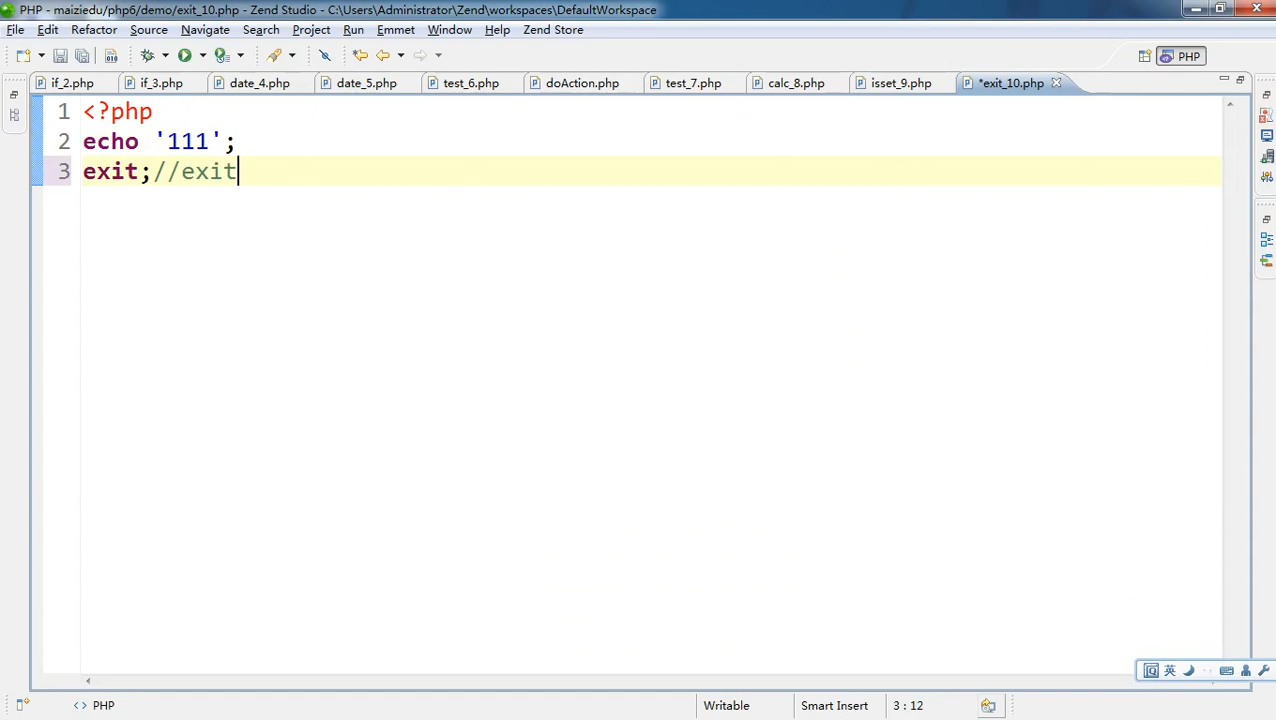 PHP - maiziedu/php6/demo/exit_10.php - Zend Studio - C:\Users\Administrator\Zend\workspaces\DefaultWorkspace
File Edit Refactor Source Navigate Search Project Run Emmet Window Help Zend Store
PHP
if_2.php if_3.php date_4.php date_5.php test_6.php doAction.php test_7.php calc_8.php isset_9.php *exit_10.php
1 <?php
2 echo '111';
3 exit;//exit
英
<> PHP Writable Smart Insert 3 : 12